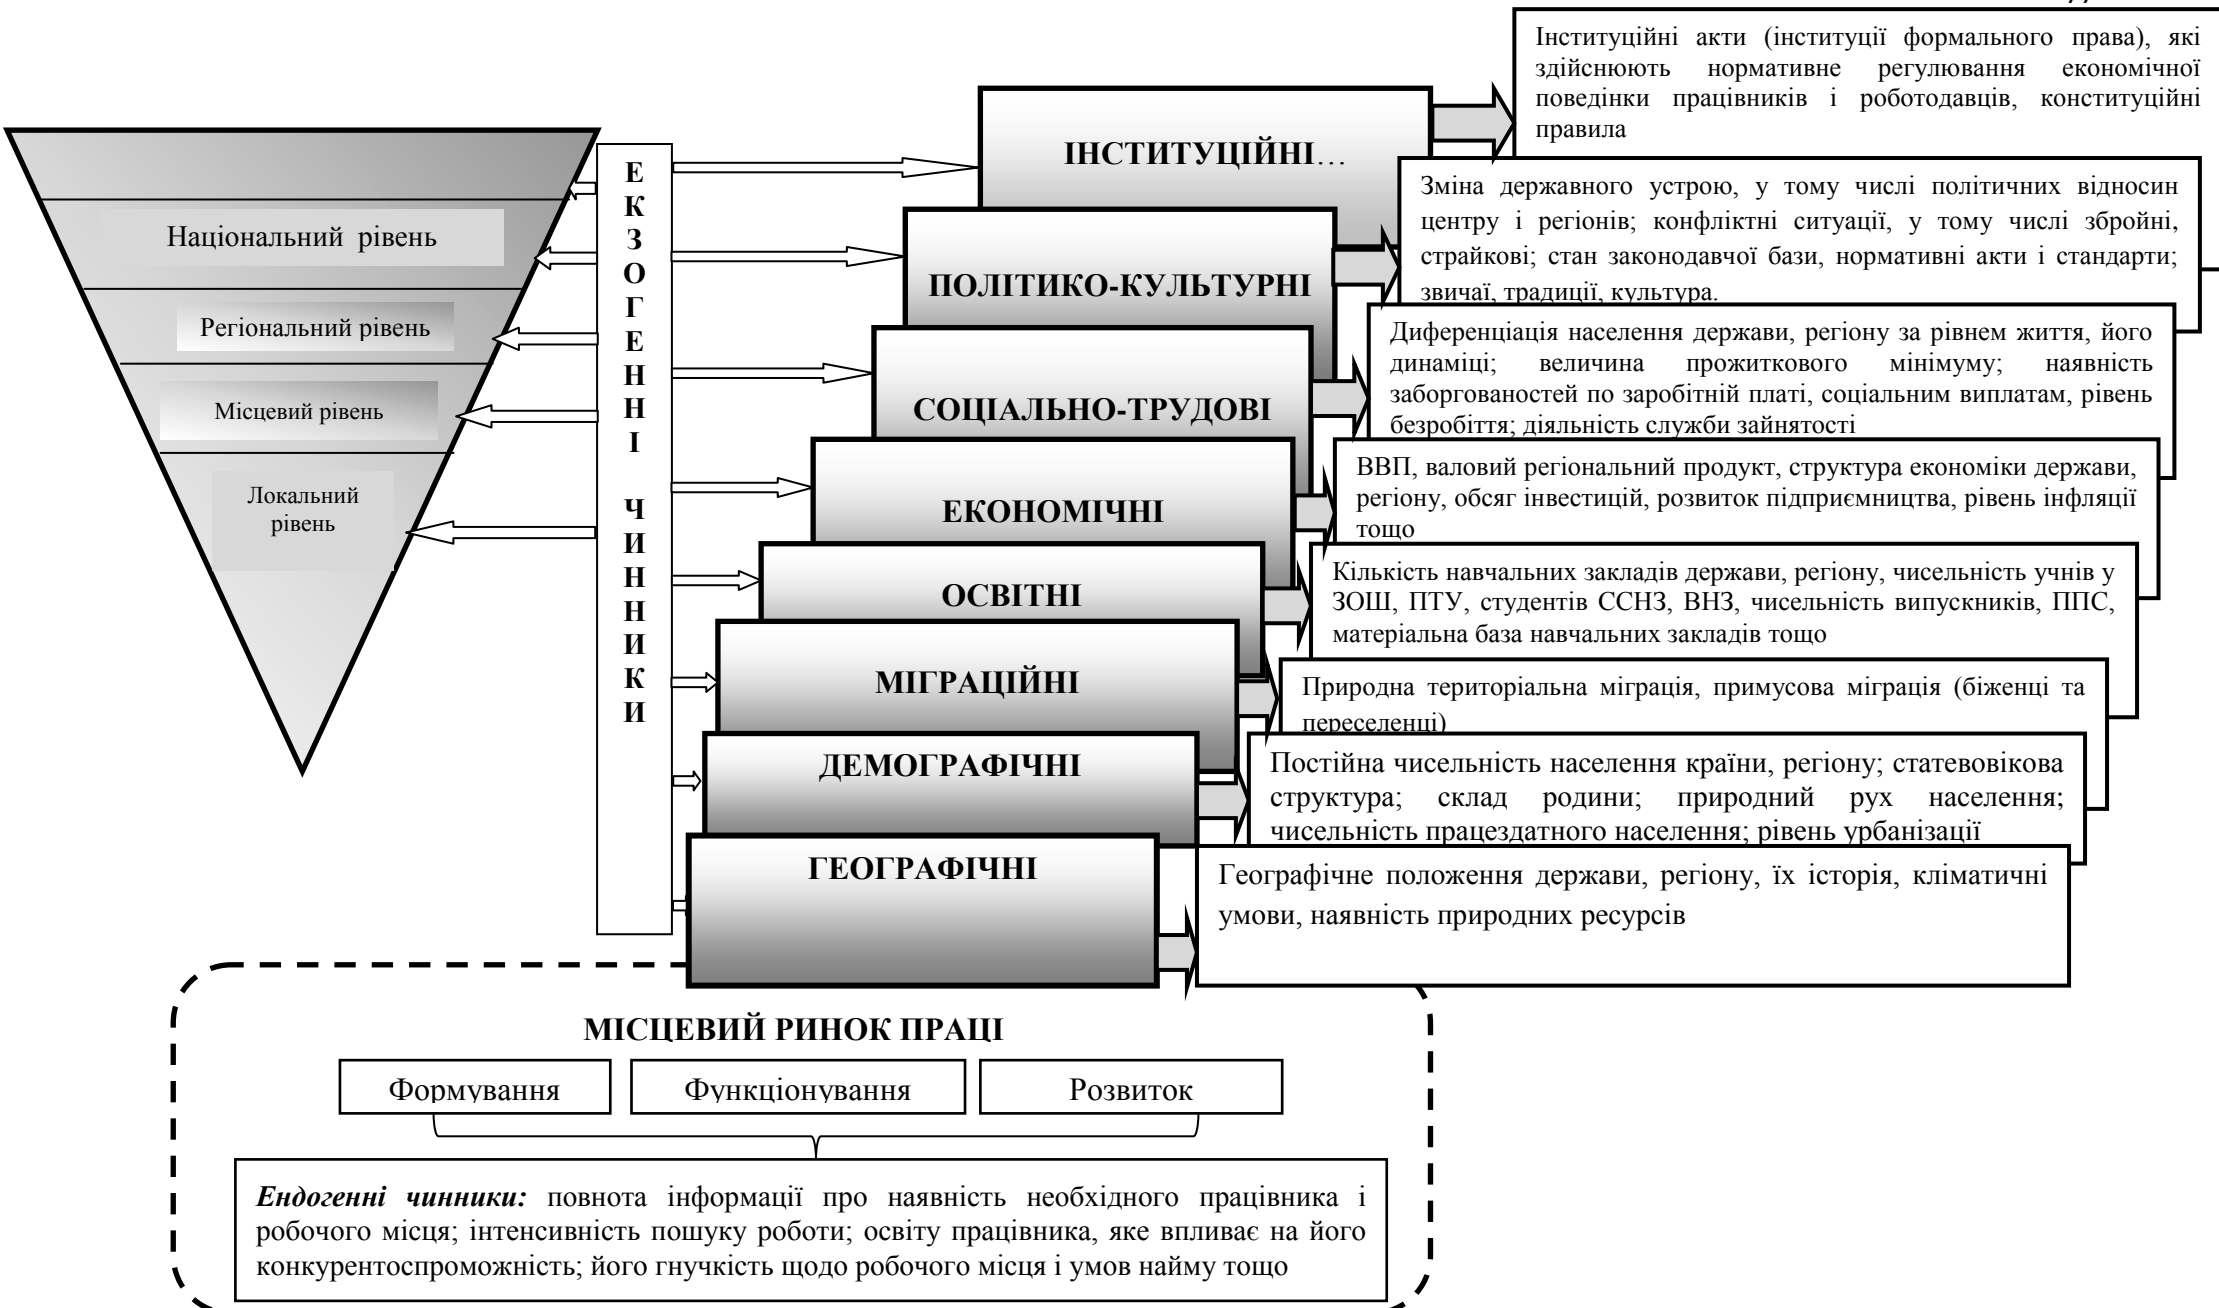 Національний рівень
Регіональний рівень
Місцевий рівень
Локальний
рівень
ЕКЗОГЕННІ ЧИННИКИ
ІНСТИТУЦІЙНІ…
Інституційні акти (інституції формального права), які
здійснюють нормативне регулювання економічної
поведінки працівників і роботодавців, конституційні
правила
ПОЛІТИКО-КУЛЬТУРНІ
Зміна державного устрою, у тому числі політичних відносин
центру і регіонів; конфліктні ситуації, у тому числі збройні,
страйкові; стан законодавчої бази, нормативні акти і стандарти;
звичаї, традиції, культура.
СОЦІАЛЬНО-ТРУДОВІ
Диференціація населення держави, регіону за рівнем життя, його
динаміці; величина прожиткового мінімуму; наявність
заборгованостей по заробітній платі, соціальним виплатам, рівень
безробіття; діяльність служби зайнятості
ЕКОНОМІЧНІ
ВВП, валовий регіональний продукт, структура економіки держави,
регіону, обсяг інвестицій, розвиток підприємництва, рівень інфляції
тощо
ОСВІТНІ
Кількість навчальних закладів держави, регіону, чисельність учнів у
ЗОШ, ПТУ, студентів ССНЗ, ВНЗ, чисельність випускників, ППС,
матеріальна база навчальних закладів тощо
МІГРАЦІЙНІ
Природна територіальна міграція, примусова міграція (біженці та
переселенці)
ДЕМОГРАФІЧНІ
Постійна чисельність населення країни, регіону; статевовікова
структура; склад родини; природний рух населення;
чисельність працездатного населення; рівень урбанізації
ГЕОГРАФІЧНІ
Географічне положення держави, регіону, їх історія, кліматичні
умови, наявність природних ресурсів
МІСЦЕВИЙ РИНОК ПРАЦІ
Формування
Функціонування
Розвиток
Ендогенні чинники: повнота інформації про наявність необхідного працівника і
робочого місця; інтенсивність пошуку роботи; освіту працівника, яке впливає на його
конкурентоспроможність; його гнучкість щодо робочого місця і умов найму тощо